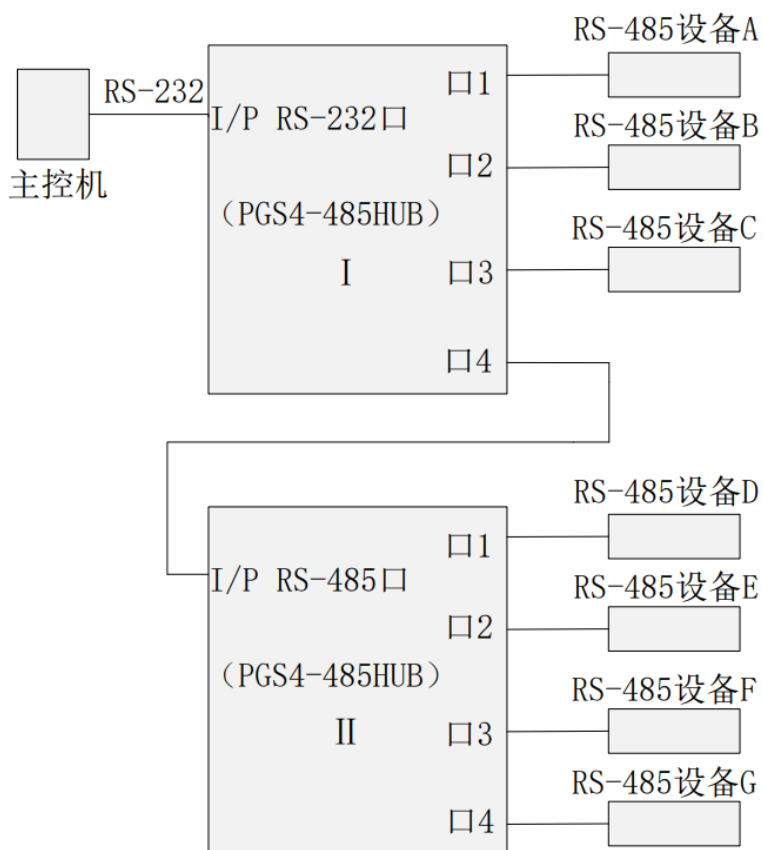 RS-485设备A
RS-232
口1
I/P RS-232口
RS-485设备B
口2
主控机
(PGS4-485HUB)
RS-485设备C
I
口3
口4
RS-485设备D
口1
I/P RS-485口
RS-485设备E
口2
(PGS4-485HUB)
RS-485设备F
II
口3
RS-485设备G
口4